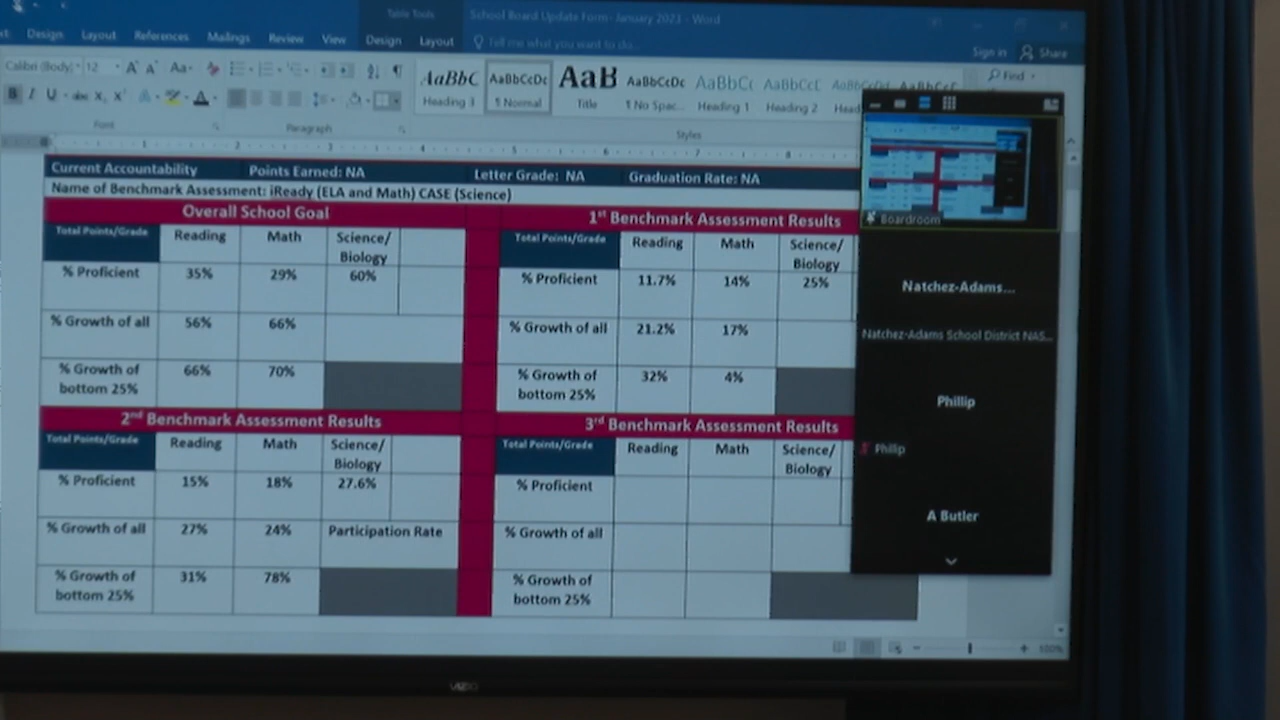 Table Tools
School Board Update Form- January 2023 - Word
Design Layout References Mailings Review View Design Layout Tell me what you want to do... Sign in Share
Calibri (Body) 12
AaBbC AaBbCcDc AaB AaBbCcDc AaBbC AaBbCcC AaBbCc AaBbCcC Find
Heading 3 ¶ Normal Title ¶ No Spac... Heading 1 Heading 2
Font Paragraph Styles
Current Accountability Points Earned: NA Letter Grade: NA Graduation Rate: NA
Name of Benchmark Assessment: iReady (ELA and Math) CASE (Science)
Overall School Goal
Total Points/Grade Reading Math Science/ Biology
% Proficient 35% 29% 60%
% Growth of all 56% 66%
% Growth of bottom 25% 66% 70%
1st Benchmark Assessment Results
Total Points/Grade Reading Math Science/ Biology
% Proficient 11.7% 14% 25%
% Growth of all 21.2% 17%
% Growth of bottom 25% 32% 4%
2nd Benchmark Assessment Results
Total Points/Grade Reading Math Science/ Biology
% Proficient 15% 18% 27.6%
% Growth of all 27% 24% Participation Rate
% Growth of bottom 25% 31% 78%
3rd Benchmark Assessment Results
Total Points/Grade Reading Math Science/ Biology
% Proficient
% Growth of all
% Growth of bottom 25%
Boardroom
Natchez-Adams...
Natchez-Adams School District NAS...
Phillip
Phillip
A Butler
100%
VIZIO